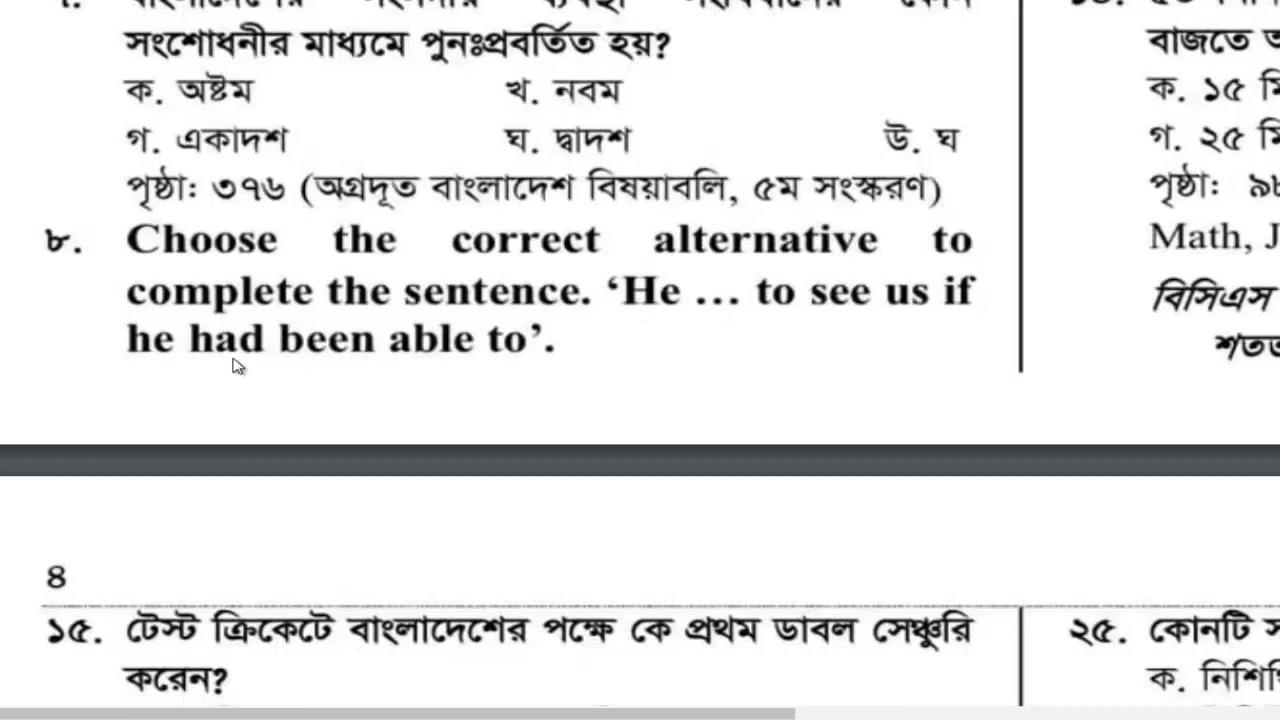 সংশোধনীর মাধ্যমে পুনঃপ্রবর্তিত হয়?
ক. অষ্টম খ. নবম
গ. একাদশ ঘ. দ্বাদশ উ. ঘ
পৃষ্ঠা: ৩৭৬ (অগ্রদূত বাংলাদেশ বিষয়াবলি, ৫ম সংস্করণ)
৮. Choose the correct alternative to
complete the sentence. ‘He ... to see us if
he had been able to’.
বাজতে
ক. ১৫
গ. ২৫
পৃষ্ঠা:
Math, J
বিসিএস
৪
১৫. টেস্ট ক্রিকেটে বাংলাদেশের পক্ষে কে প্রথম ডাবল সেঞ্চুরি
করেন?
২৫. কোনটি
ক.